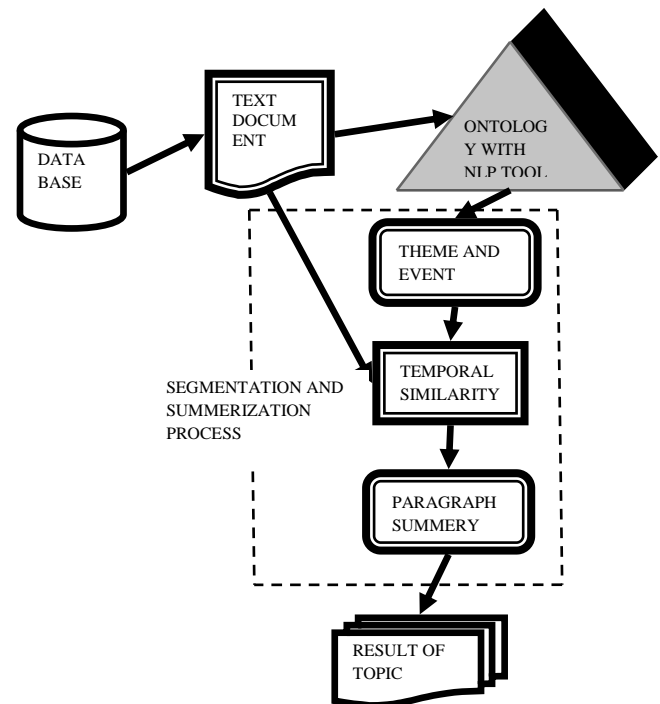 DATA
BASE
TEXT
DOCUM
ENT
ONTOLOG
Y WITH
NLP TOOL
THEME AND
EVENT
TEMPORAL
SIMILARITY
SEGMENTATION AND
SUMMERIZATION
PROCESS
PARAGRAPH
SUMMERY
RESULT OF
TOPIC